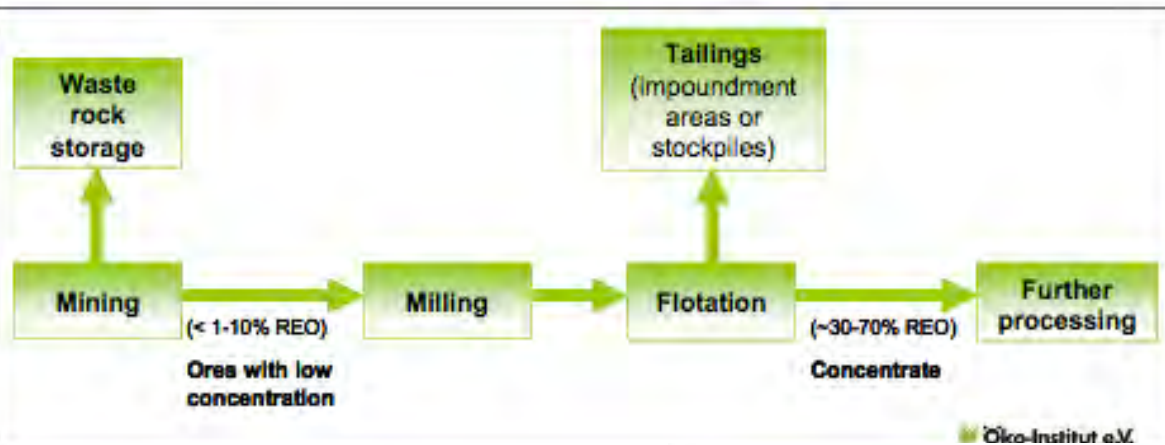 Waste
rock
storage
Tailings
(impoundment
areas or
stockpiles)
Mining
(< 1-10% REO)
Ores with low
concentration
Milling
Flotation
(~30-70% REO)
Concentrate
Further
processing
Öko-Institut e.V.